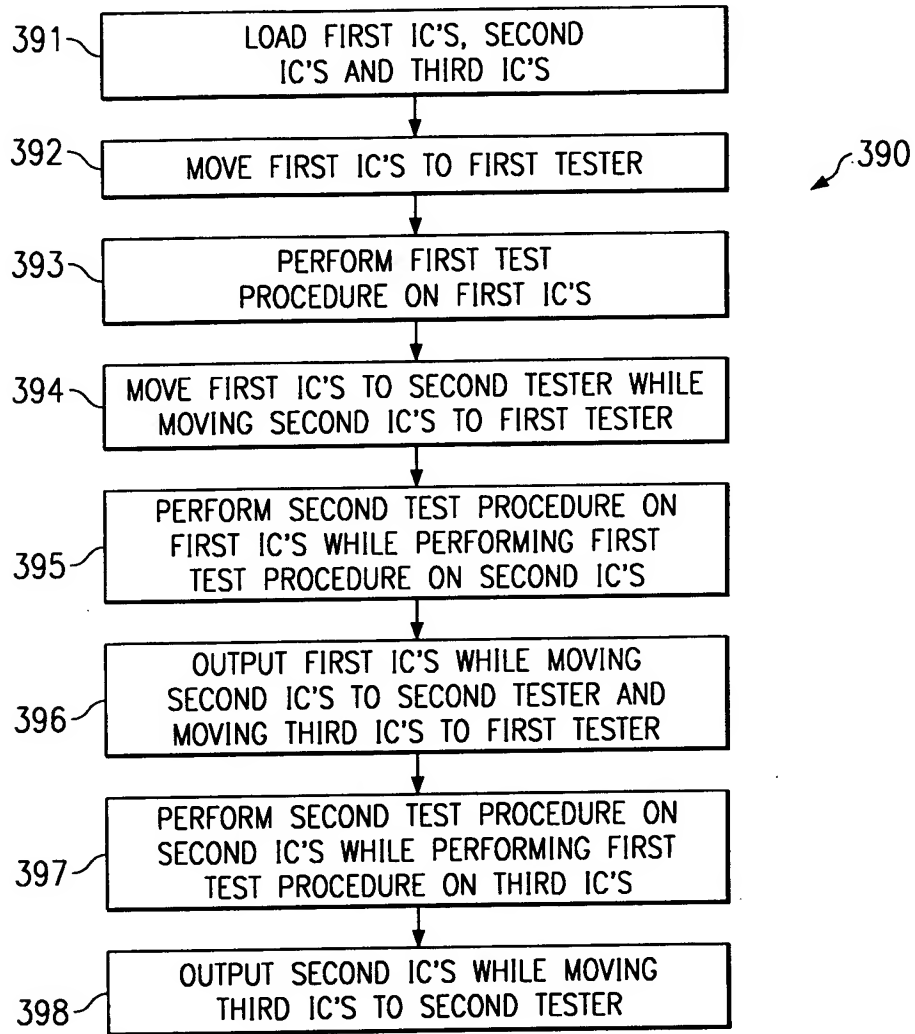 391
LOAD FIRST IC'S, SECOND
IC'S AND THIRD IC'S
392
MOVE FIRST IC'S TO FIRST TESTER
390
393
PERFORM FIRST TEST
PROCEDURE ON FIRST IC'S
394
MOVE FIRST IC'S TO SECOND TESTER WHILE
MOVING SECOND IC'S TO FIRST TESTER
395
PERFORM SECOND TEST PROCEDURE ON
FIRST IC'S WHILE PERFORMING FIRST
TEST PROCEDURE ON SECOND IC'S
396
OUTPUT FIRST IC'S WHILE MOVING
SECOND IC'S TO SECOND TESTER AND
MOVING THIRD IC'S TO FIRST TESTER
397
PERFORM SECOND TEST PROCEDURE ON
SECOND IC'S WHILE PERFORMING FIRST
TEST PROCEDURE ON THIRD IC'S
398
OUTPUT SECOND IC'S WHILE MOVING
THIRD IC'S TO SECOND TESTER